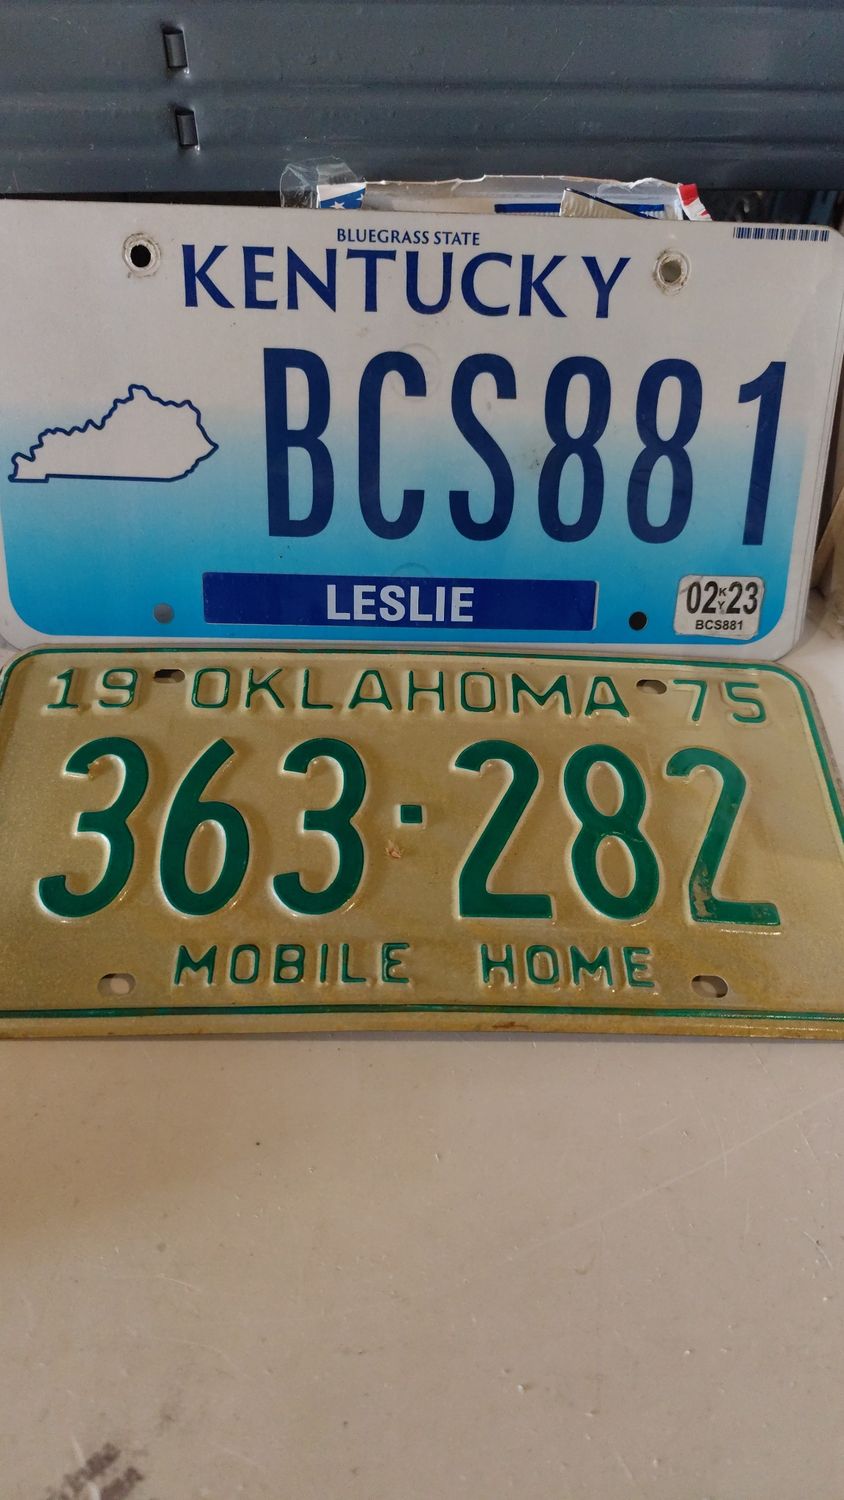 BLUEGRASS STATE
KENTUCKY
BCS881
LESLIE
02 KY 23
BCS881
19 OKLAHOMA 75
363·282
MOBILE HOME